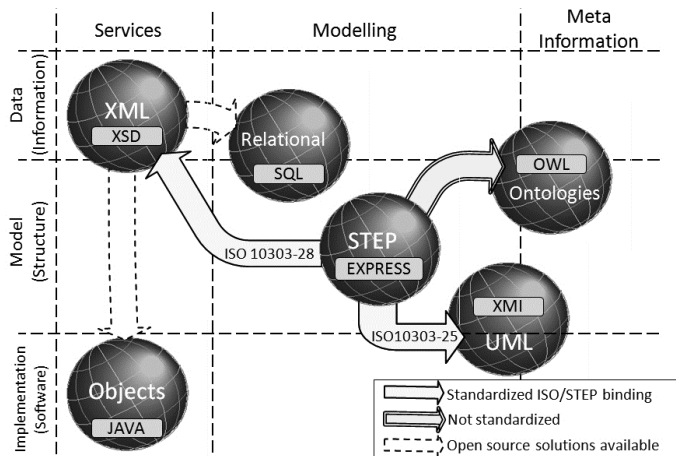 Services
Modelling
Meta
Information
Data
(Information)
XML
XSD
Relational
SQL
OWL
Ontologies
Model
(Structure)
ISO 10303-28
STEP
EXPRESS
XMI
UML
ISO10303-25
Implementation
(Software)
Objects
JAVA
Standardized ISO/STEP binding
Not standardized
Open source solutions available